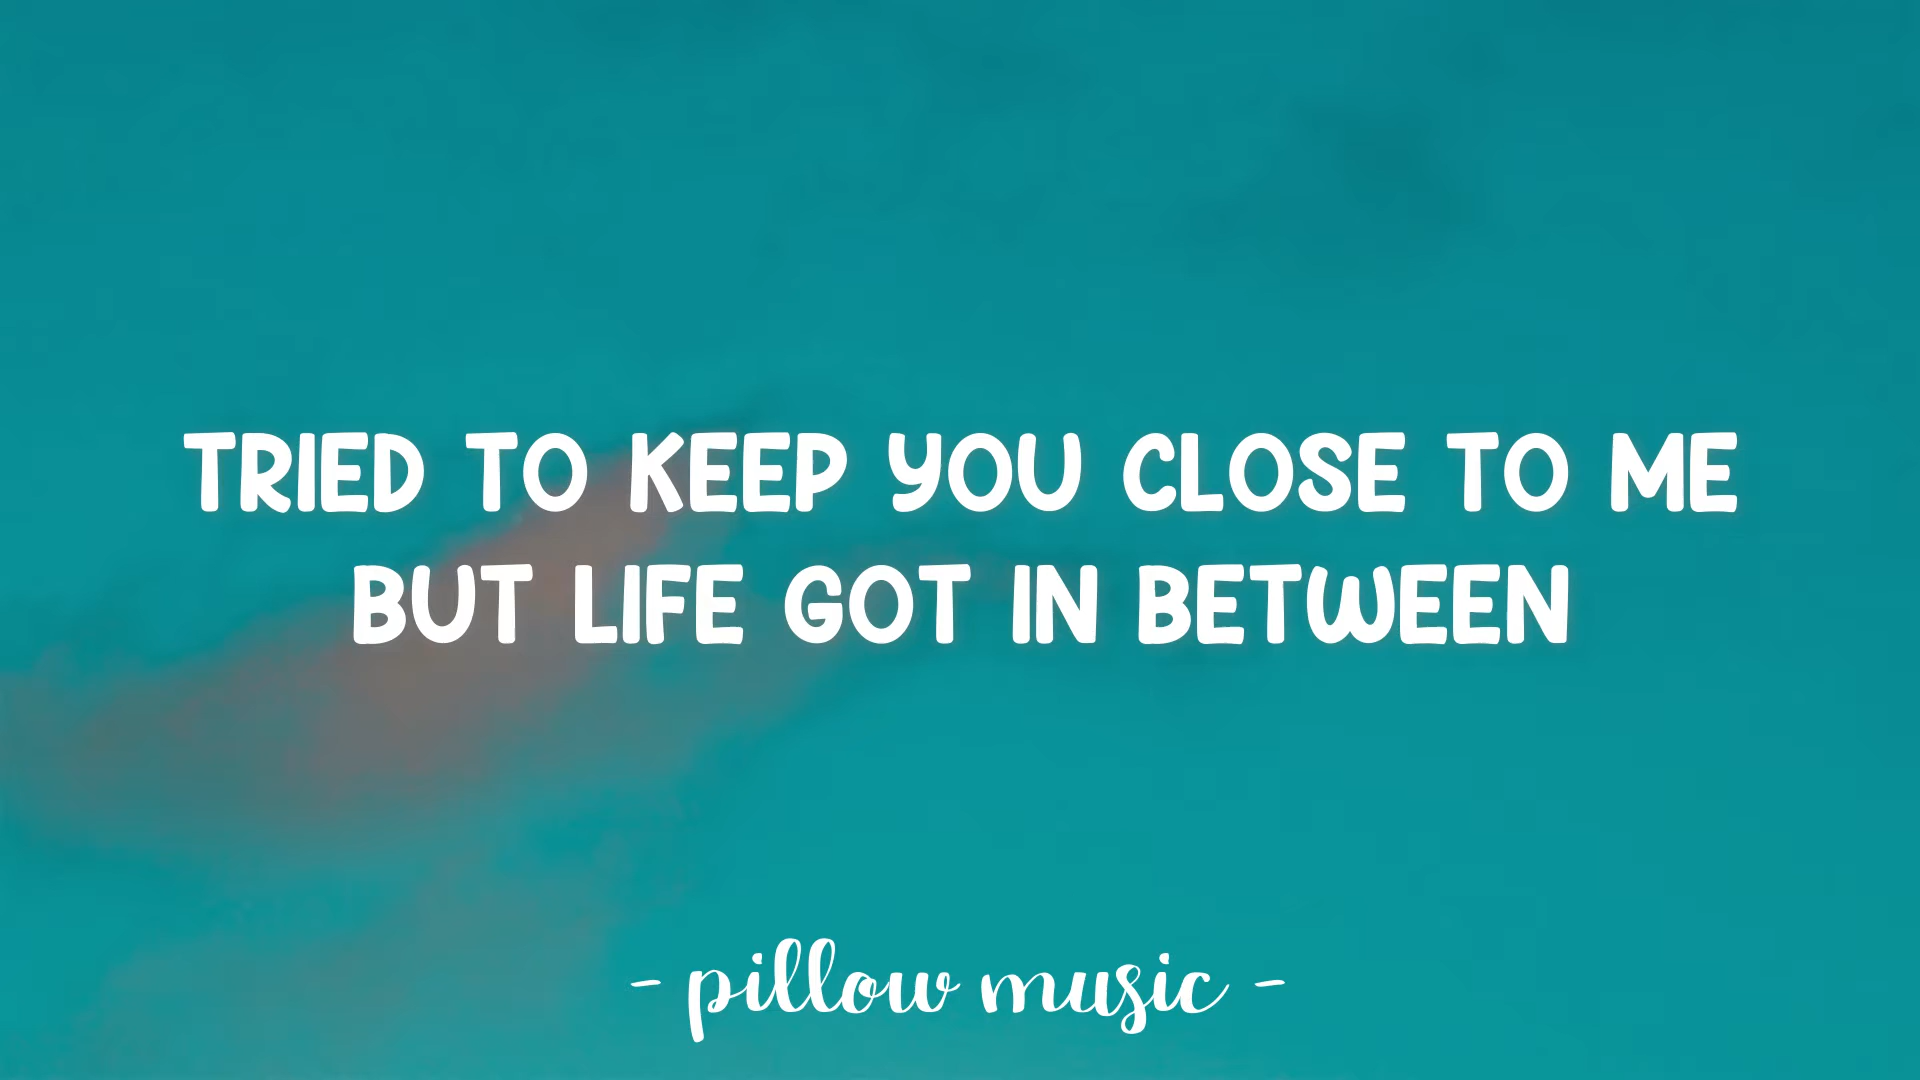 TRIED TO KEEP YOU CLOSE TO ME
BUT LIFE GOT IN BETWEEN
- pillow music -